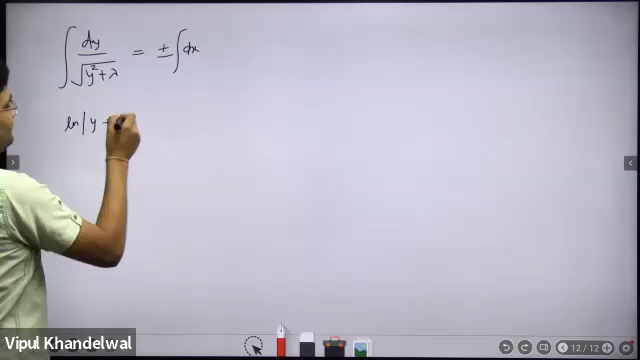 ∫ dy/√(y²+λ) = ± ∫ dx
ln|y -
Vipul Khandelwal
12/12